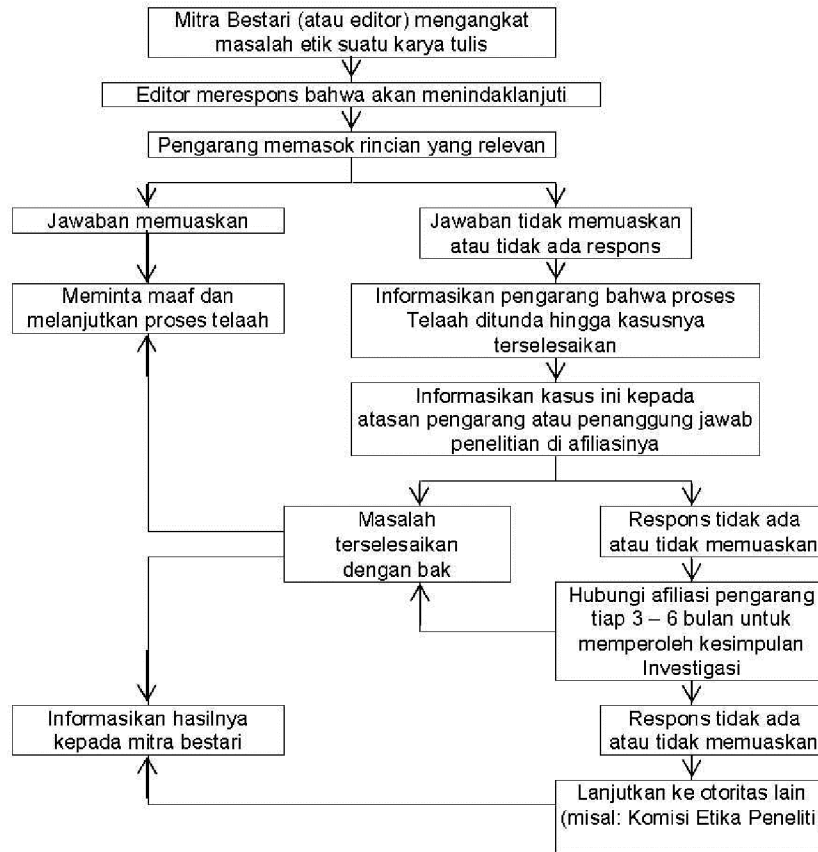 Mitra Bestari (atau editor) mengangkat
masalah etik suatu karya tulis
Editor merespons bahwa akan menindaklanjuti
Pengarang memasok rincian yang relevan
Jawaban memuaskan
Jawaban tidak memuaskan
atau tidak ada respons
Meminta maaf dan
melanjutkan proses telaah
Informasikan pengarang bahwa proses
Telaah ditunda hingga kasusnya
terselesaikan
Informasikan kasus ini kepada
atasan pengarang atau penanggung jawab
penelitian di afiliasinya
Masalah
terselesaikan
dengan bak
Respons tidak ada
atau tidak memuaskan
Hubungi afiliasi pengarang
tiap 3 – 6 bulan untuk
memperoleh kesimpulan
Investigasi
Informasikan hasilnya
kepada mitra bestari
Respons tidak ada
atau tidak memuaskan
Lanjutkan ke otoritas lain
(misal: Komisi Etika Peneliti